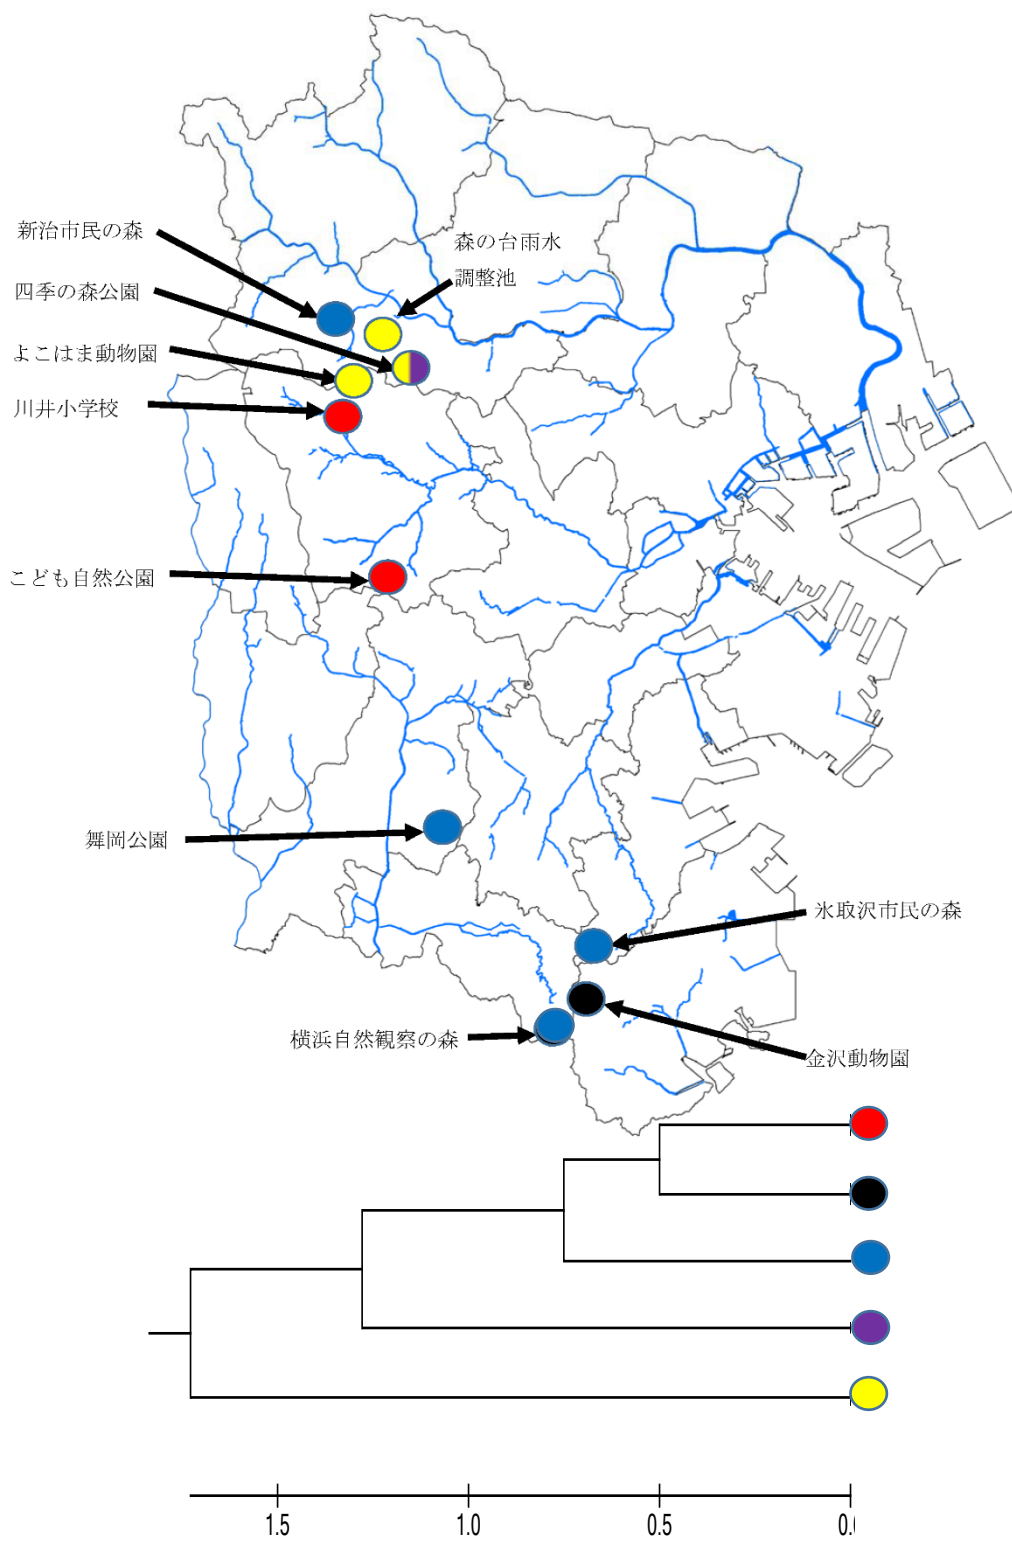 新治市民の森
森の台雨水
調整池
四季の森公園
よこはま動物園
川井小学校
こども自然公園
舞岡公園
氷取沢市民の森
横浜自然観察の森
金沢動物園
1.5
1.0
0.5
0.